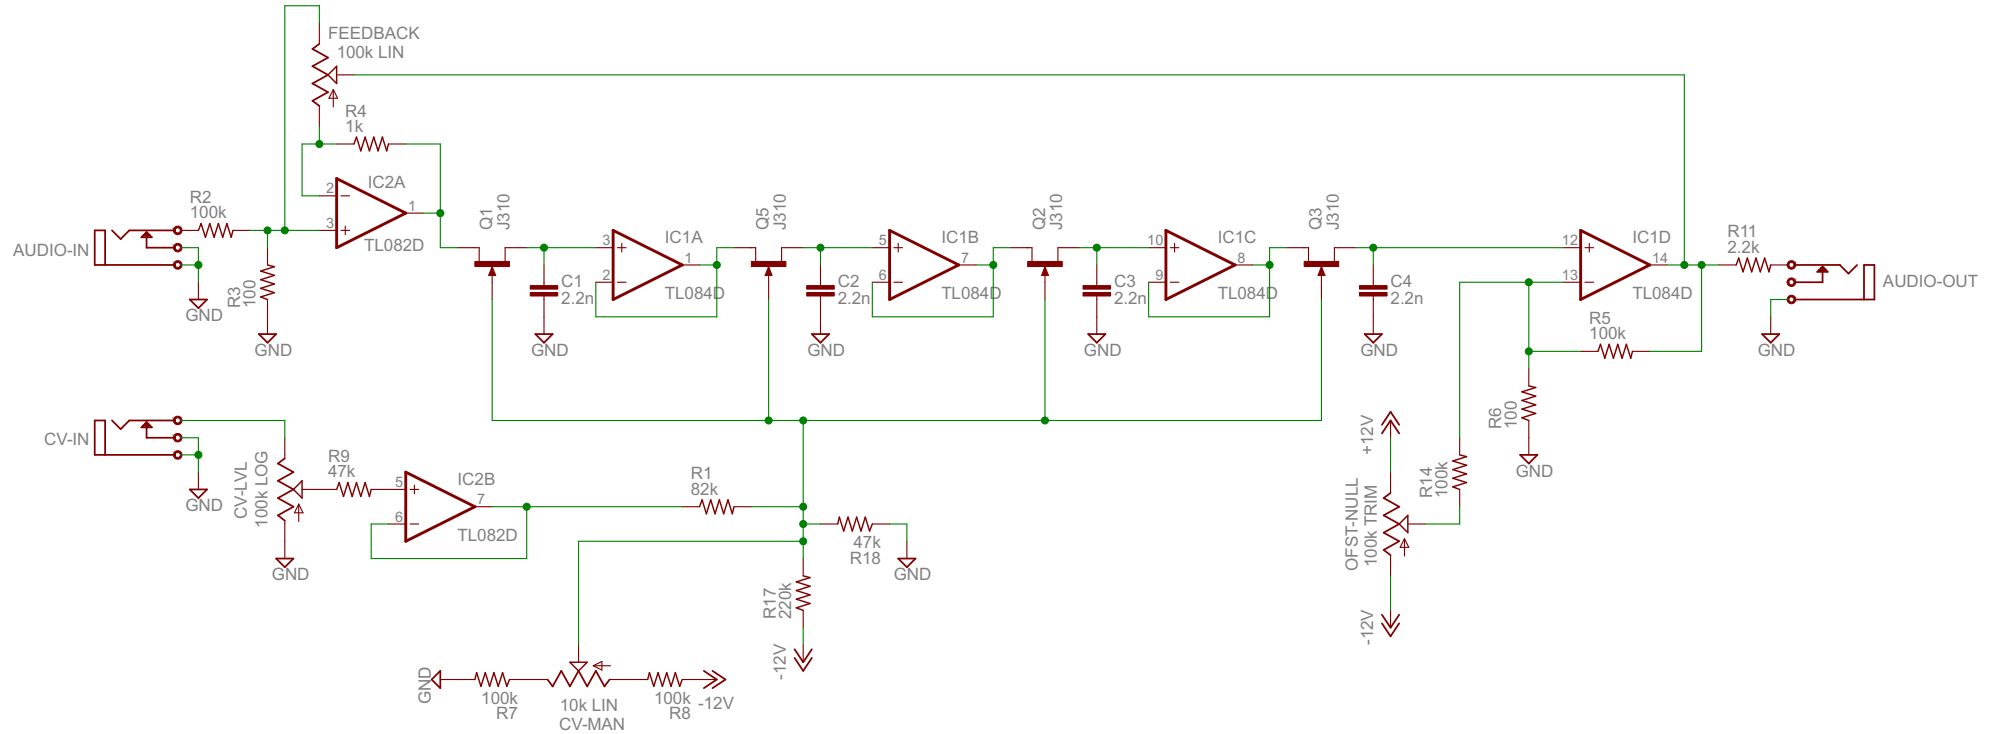 FEEDBACK
100k LIN
R4
1k
IC2A
2
3
1
TL082D
R2
100k
AUDIO-IN
R3
100
GND
GND
Q1
J310
C1
2.2n
GND
3
2
IC1A
1
TL084D
Q5
J310
C2
2.2n
GND
5
6
IC1B
7
TL084D
Q2
J310
C3
2.2n
GND
10
9
IC1C
8
TL084D
Q3
J310
C4
2.2n
GND
12
13
IC1D
14
TL084D
R11
2.2k
AUDIO-OUT
GND
R5
100k
R6
100
GND
CV-IN
GND
CV-LVL
100k LOG
GND
R9
47k
5
6
IC2B
7
TL082D
R1
82k
47k
R18
GND
R17
220k
-12V
GND
100k
R7
10k LIN
CV-MAN
100k
R8
-12V
+12V
OFST-NULL
100k TRIM
R14
100k
-12V